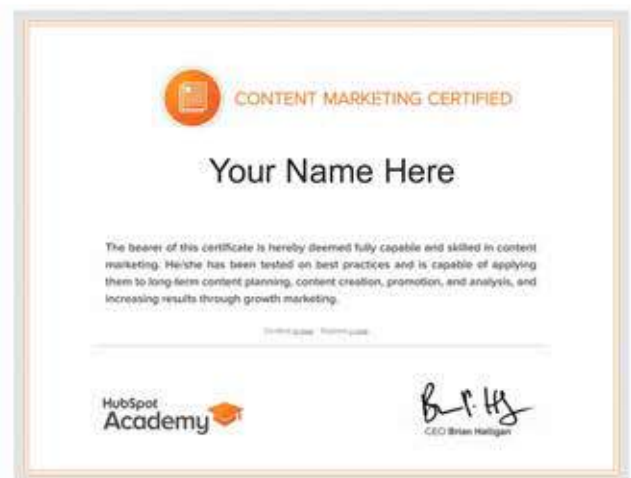 CONTENT MARKETING CERTIFIED
Your Name Here
The bearer of this certificate is hereby deemed fully capable and skilled in content
marketing. He/she has been tested on best practices and is capable of applying
them to long-term content planning, content creation, promotion, and analysis, and
increasing results through growth marketing.
HubSpot
Academy
CEO Brian Halligan